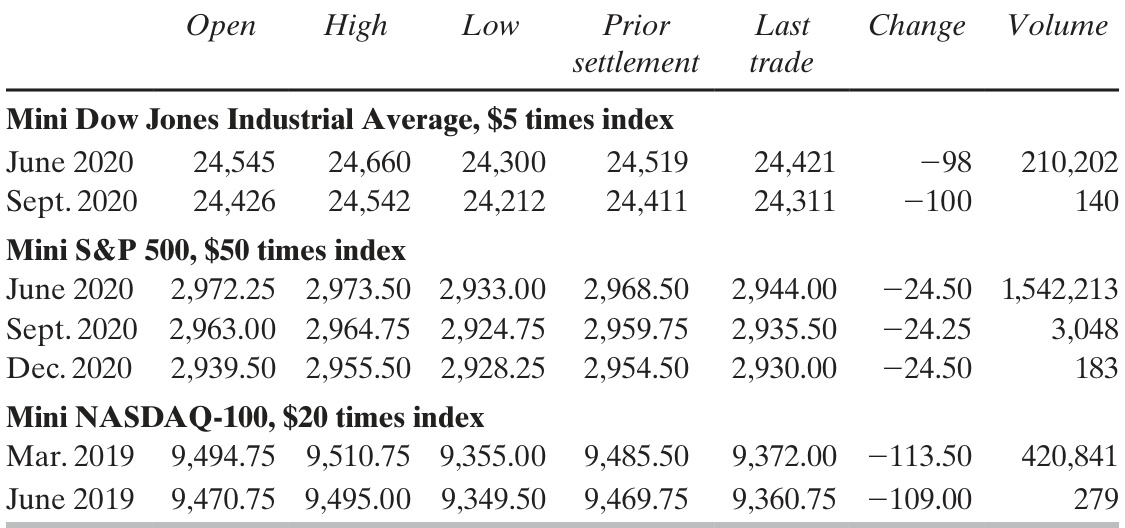 Open High Low Prior settlement Last trade Change Volume
Mini Dow Jones Industrial Average, $5 times index
June 2020 24,545 24,660 24,300 24,519 24,421 −98 210,202
Sept. 2020 24,426 24,542 24,212 24,411 24,311 −100 140
Mini S&P 500, $50 times index
June 2020 2,972.25 2,973.50 2,933.00 2,968.50 2,944.00 −24.50 1,542,213
Sept. 2020 2,963.00 2,964.75 2,924.75 2,959.75 2,935.50 −24.25 3,048
Dec. 2020 2,939.50 2,955.50 2,928.25 2,954.50 2,930.00 −24.50 183
Mini NASDAQ-100, $20 times index
Mar. 2019 9,494.75 9,510.75 9,355.00 9,485.50 9,372.00 −113.50 420,841
June 2019 9,470.75 9,495.00 9,349.50 9,469.75 9,360.75 −109.00 279